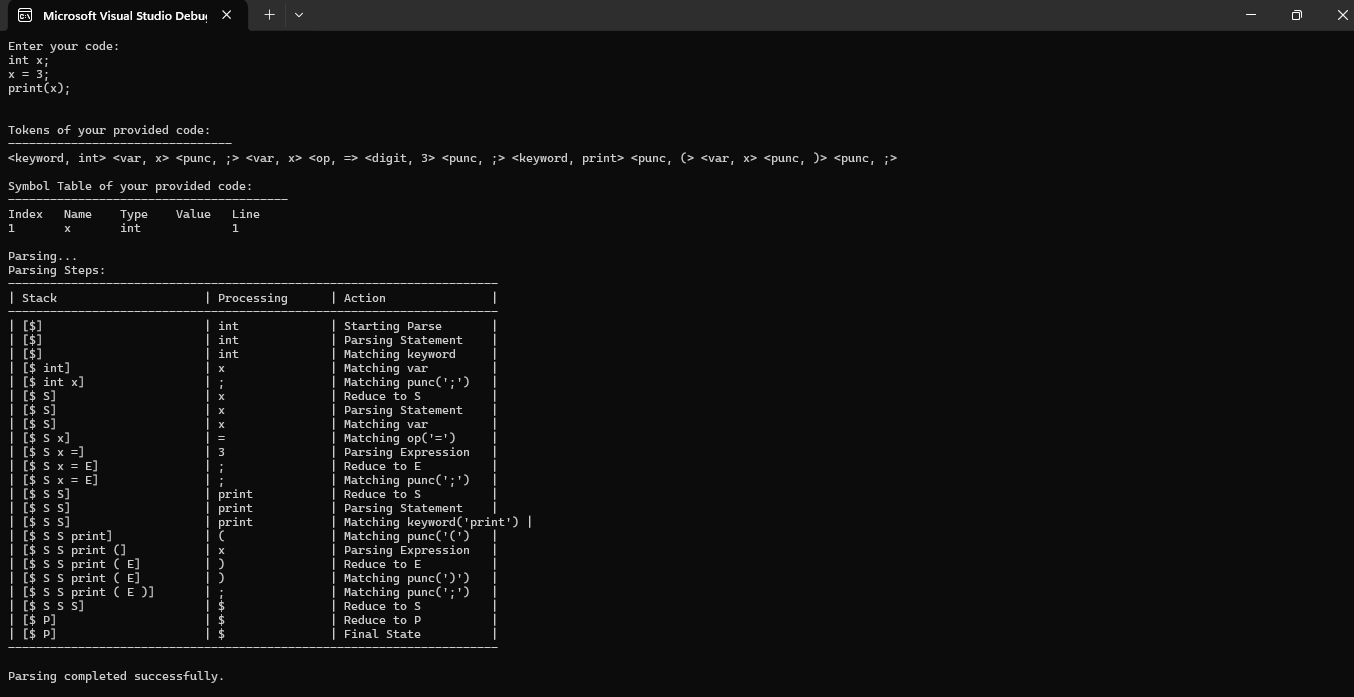 Microsoft Visual Studio Debug
Enter your code:
int x;
x = 3;
print(x);
Tokens of your provided code:
--------------------------------
<keyword, int> <var, x> <punc, ;> <var, x> <op, => <digit, 3> <punc, ;> <keyword, print> <punc, (> <var, x> <punc, )> <punc, ;>
Symbol Table of your provided code:
----------------------------------------
Index   Name    Type    Value   Line
1       x       int             1
Parsing...
Parsing Steps:
----------------------------------------------------------------------
| Stack                     | Processing      | Action               |
----------------------------------------------------------------------
| [$]                       | int             | Starting Parse       |
| [$]                       | int             | Parsing Statement    |
| [$]                       | int             | Matching keyword     |
| [$ int]                   | x               | Matching var         |
| [$ int x]                 | ;               | Matching punc(';')   |
| [$ S]                     | x               | Reduce to S          |
| [$ S]                     | x               | Parsing Statement    |
| [$ S]                     | x               | Matching var         |
| [$ S x]                   | =               | Matching op('=')     |
| [$ S x =]                 | 3               | Parsing Expression   |
| [$ S x = E]               | ;               | Reduce to E          |
| [$ S x = E]               | ;               | Matching punc(';')   |
| [$ S S]                   | print           | Reduce to S          |
| [$ S S]                   | print           | Parsing Statement    |
| [$ S S]                   | print           | Matching keyword('print') |
| [$ S S print]             | (               | Matching punc('(')   |
| [$ S S print (]           | x               | Parsing Expression   |
| [$ S S print ( E]         | )               | Reduce to E          |
| [$ S S print ( E]         | )               | Matching punc(')')   |
| [$ S S print ( E )]       | ;               | Matching punc(';')   |
| [$ S S S]                 | $               | Reduce to S          |
| [$ P]                     | $               | Reduce to P          |
| [$ P]                     | $               | Final State          |
----------------------------------------------------------------------
Parsing completed successfully.